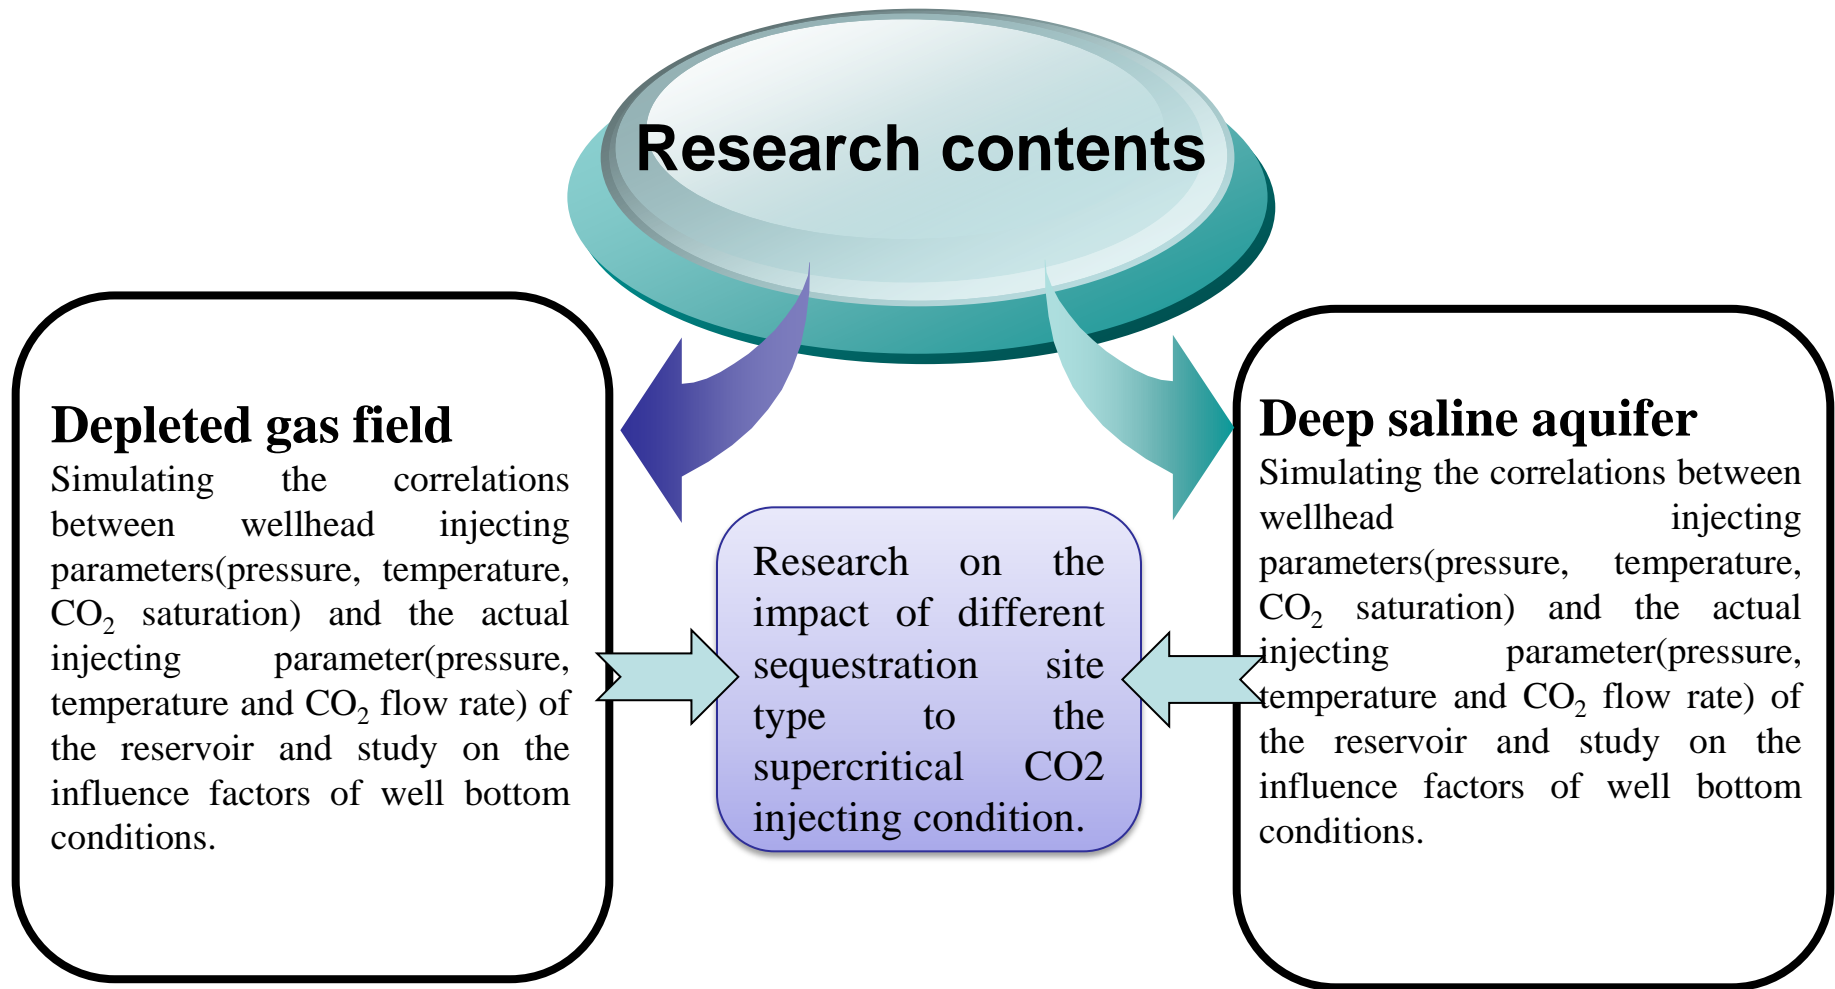 Research contents
Depleted gas field
Simulating the correlations
between wellhead injecting
parameters(pressure, temperature,
CO₂ saturation) and the actual
injecting parameter(pressure,
temperature and CO₂ flow rate) of
the reservoir and study on the
influence factors of well bottom
conditions.
Research on the
impact of different
sequestration site
type to the
supercritical CO2
injecting condition.
Deep saline aquifer
Simulating the correlations between
wellhead injecting
parameters(pressure, temperature,
CO₂ saturation) and the actual
injecting parameter(pressure,
temperature and CO₂ flow rate) of
the reservoir and study on the
influence factors of well bottom
conditions.